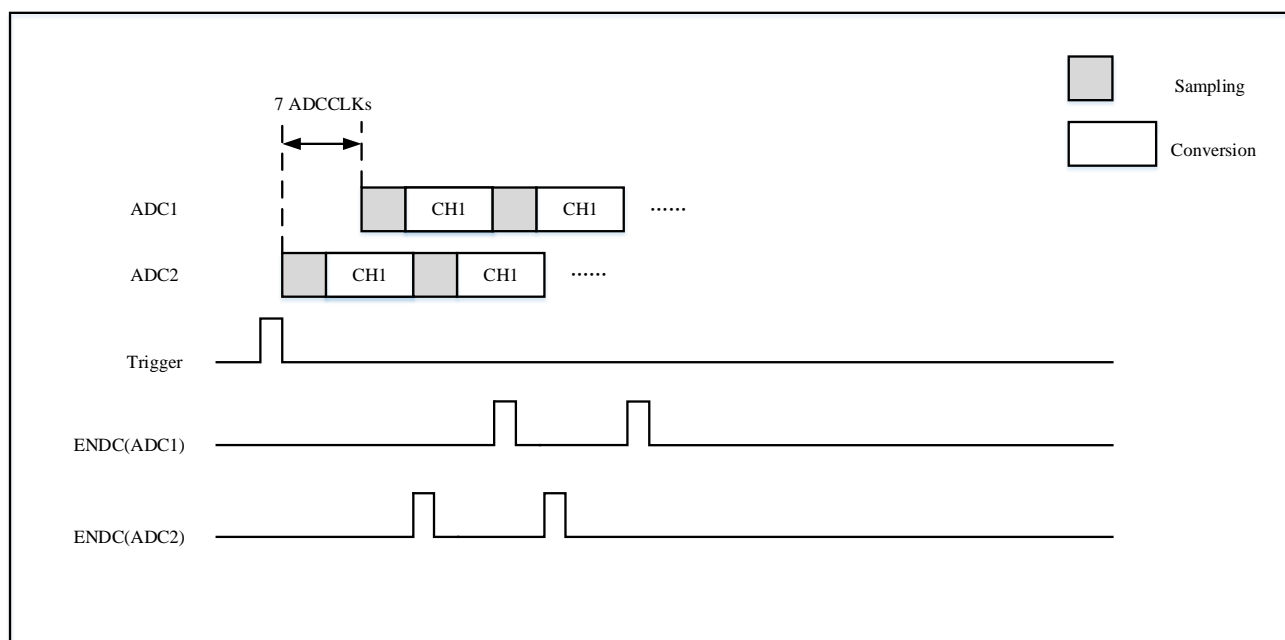 7 ADCCLKs
Sampling
Conversion
ADC1
CH1
CH1
······
ADC2
CH1
CH1
······
Trigger
ENDC(ADC1)
ENDC(ADC2)